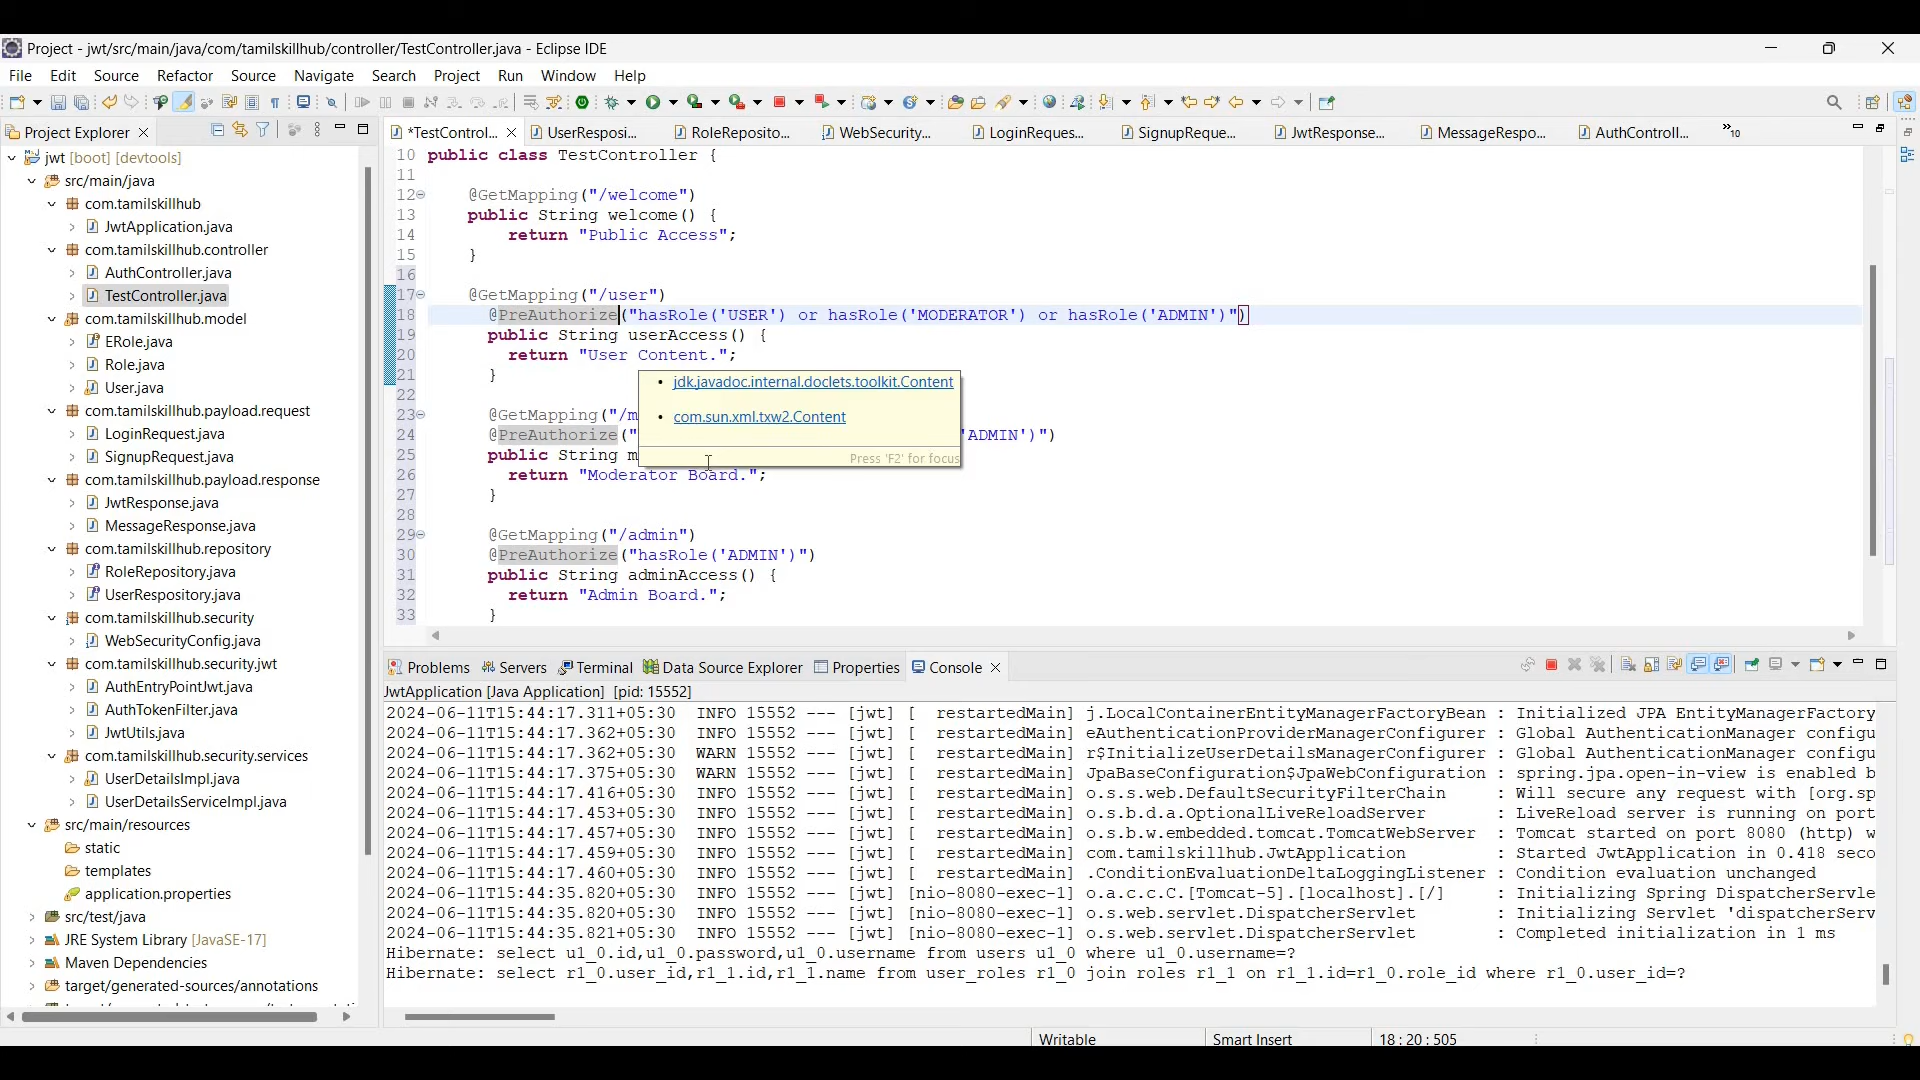 Project - jwt/src/main/java/com/tamilskillhub/controller/TestController.java - Eclipse IDE
File Edit Source Refactor Source Navigate Search Project Run Window Help
Project Explorer
jwt [boot] [devtools]
src/main/java
com.tamilskillhub
JwtApplication.java
com.tamilskillhub.controller
AuthController.java
TestController.java
com.tamilskillhub.model
ERole.java
Role.java
User.java
com.tamilskillhub.payload.request
LoginRequest.java
SignupRequest.java
com.tamilskillhub.payload.response
JwtResponse.java
MessageResponse.java
com.tamilskillhub.repository
RoleRepository.java
UserRespository.java
com.tamilskillhub.security
WebSecurityConfig.java
com.tamilskillhub.security.jwt
AuthEntryPointJwt.java
AuthTokenFilter.java
JwtUtils.java
com.tamilskillhub.security.services
UserDetailsImpl.java
UserDetailsServiceImpl.java
src/main/resources
static
templates
application.properties
src/test/java
JRE System Library [JavaSE-17]
Maven Dependencies
target/generated-sources/annotations
*TestControl... UserResposi... RoleReposito... WebSecurity... LoginReques... SignupReque... JwtResponse... MessageRespo... AuthControll... »10
10 public class TestController {
11
12 @GetMapping("/welcome")
13 public String welcome() {
14 return "Public Access";
15 }
16
17 @GetMapping("/user")
18 @PreAuthorize("hasRole('USER') or hasRole('MODERATOR') or hasRole('ADMIN')")
19 public String userAccess() {
20 return "User Content.";
21 }
22
23 @GetMapping("/m
24 @PreAuthorize(" 'ADMIN')")
25 public String m
26 return "Moderator Board.";
27 }
28
29 @GetMapping("/admin")
30 @PreAuthorize("hasRole('ADMIN')")
31 public String adminAccess() {
32 return "Admin Board.";
33 }
• jdk.javadoc.internal.doclets.toolkit.Content
• com.sun.xml.txw2.Content
Press 'F2' for focus
Problems Servers Terminal Data Source Explorer Properties Console
JwtApplication [Java Application] [pid: 15552]
2024-06-11T15:44:17.311+05:30 INFO 15552 --- [jwt] [ restartedMain] j.LocalContainerEntityManagerFactoryBean : Initialized JPA EntityManagerFactory
2024-06-11T15:44:17.362+05:30 INFO 15552 --- [jwt] [ restartedMain] eAuthenticationProviderManagerConfigurer : Global AuthenticationManager configu
2024-06-11T15:44:17.362+05:30 WARN 15552 --- [jwt] [ restartedMain] r$InitializeUserDetailsManagerConfigurer : Global AuthenticationManager configu
2024-06-11T15:44:17.375+05:30 WARN 15552 --- [jwt] [ restartedMain] JpaBaseConfiguration$JpaWebConfiguration : spring.jpa.open-in-view is enabled b
2024-06-11T15:44:17.416+05:30 INFO 15552 --- [jwt] [ restartedMain] o.s.s.web.DefaultSecurityFilterChain : Will secure any request with [org.sp
2024-06-11T15:44:17.453+05:30 INFO 15552 --- [jwt] [ restartedMain] o.s.b.d.a.OptionalLiveReloadServer : LiveReload server is running on port
2024-06-11T15:44:17.457+05:30 INFO 15552 --- [jwt] [ restartedMain] o.s.b.w.embedded.tomcat.TomcatWebServer : Tomcat started on port 8080 (http) w
2024-06-11T15:44:17.459+05:30 INFO 15552 --- [jwt] [ restartedMain] com.tamilskillhub.JwtApplication : Started JwtApplication in 0.418 seco
2024-06-11T15:44:17.460+05:30 INFO 15552 --- [jwt] [ restartedMain] .ConditionEvaluationDeltaLoggingListener : Condition evaluation unchanged
2024-06-11T15:44:35.820+05:30 INFO 15552 --- [jwt] [nio-8080-exec-1] o.a.c.c.C.[Tomcat-5].[localhost].[/] : Initializing Spring DispatcherServle
2024-06-11T15:44:35.820+05:30 INFO 15552 --- [jwt] [nio-8080-exec-1] o.s.web.servlet.DispatcherServlet : Initializing Servlet 'dispatcherServ
2024-06-11T15:44:35.821+05:30 INFO 15552 --- [jwt] [nio-8080-exec-1] o.s.web.servlet.DispatcherServlet : Completed initialization in 1 ms
Hibernate: select u1_0.id,u1_0.password,u1_0.username from users u1_0 where u1_0.username=?
Hibernate: select r1_0.user_id,r1_1.id,r1_1.name from user_roles r1_0 join roles r1_1 on r1_1.id=r1_0.role_id where r1_0.user_id=?
Writable Smart Insert 18 : 20 : 505